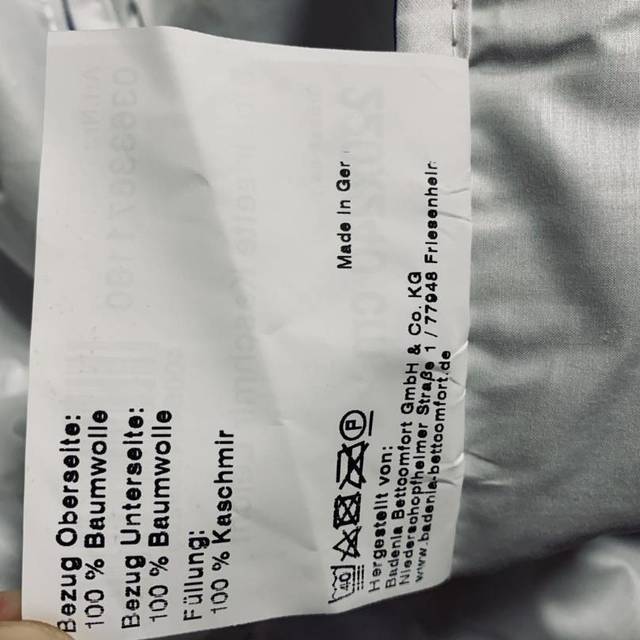 Bezug Oberseite:
100 % Baumwolle
Bezug Unterseite:
100 % Baumwolle
Füllung:
100 % Kaschmir
Made in Ger
40 P
Hergestellt von:
Badenia Bettcomfort GmbH & Co. KG
Niederschopfheimer Straße 1 / 77948 Friesenheim
www.badenia-bettcomfort.de